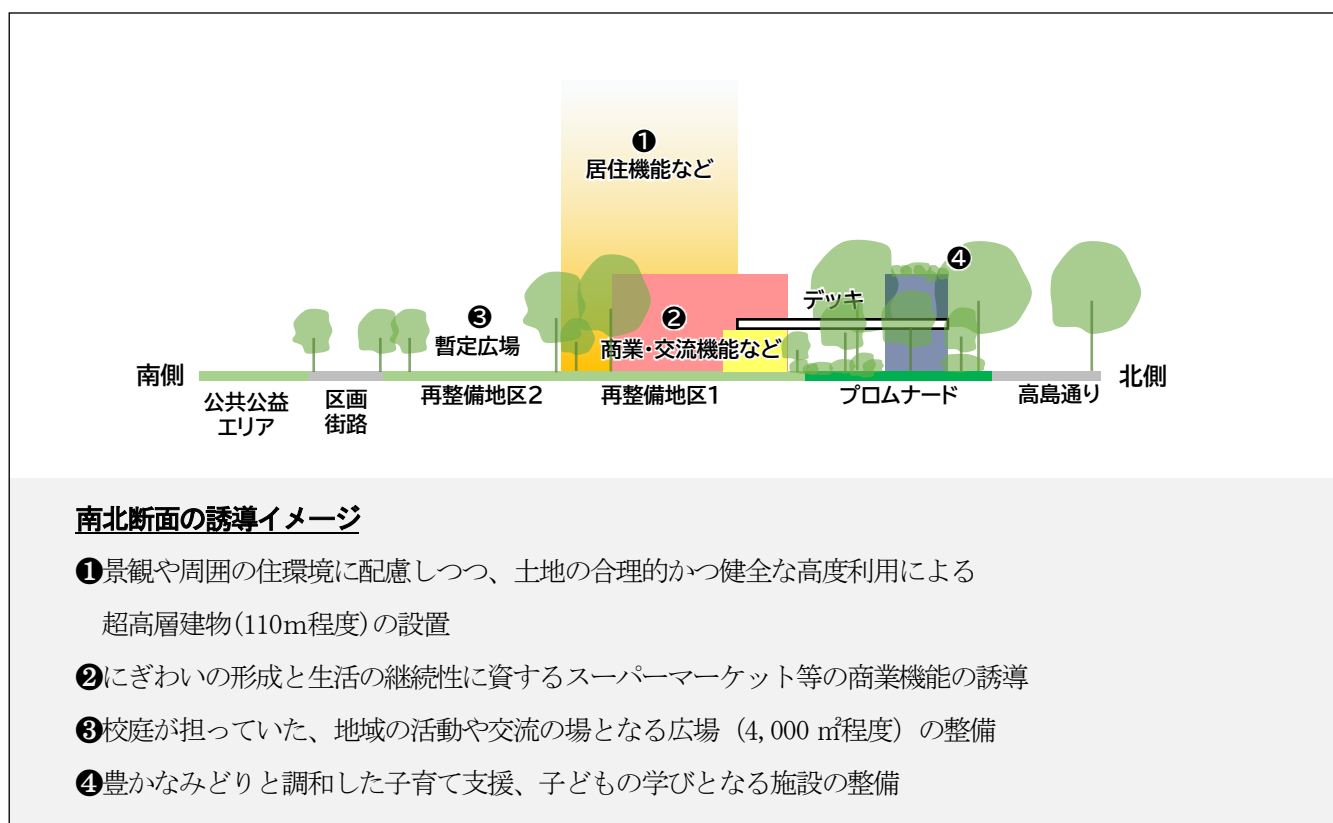 ❶
居住機能など
❹
デッキ
❸
暫定広場
❷
商業・交流機能など
南側
北側
公共公益
エリア
区画
街路
再整備地区2
再整備地区1
プロムナード
高島通り
南北断面の誘導イメージ
❶景観や周囲の住環境に配慮しつつ、土地の合理的かつ健全な高度利用による
超高層建物(110m程度)の設置
❷にぎわいの形成と生活の継続性に資するスーパーマーケット等の商業機能の誘導
❸校庭が担っていた、地域の活動や交流の場となる広場（4,000 ㎡程度）の整備
❹豊かなみどりと調和した子育て支援、子どもの学びとなる施設の整備